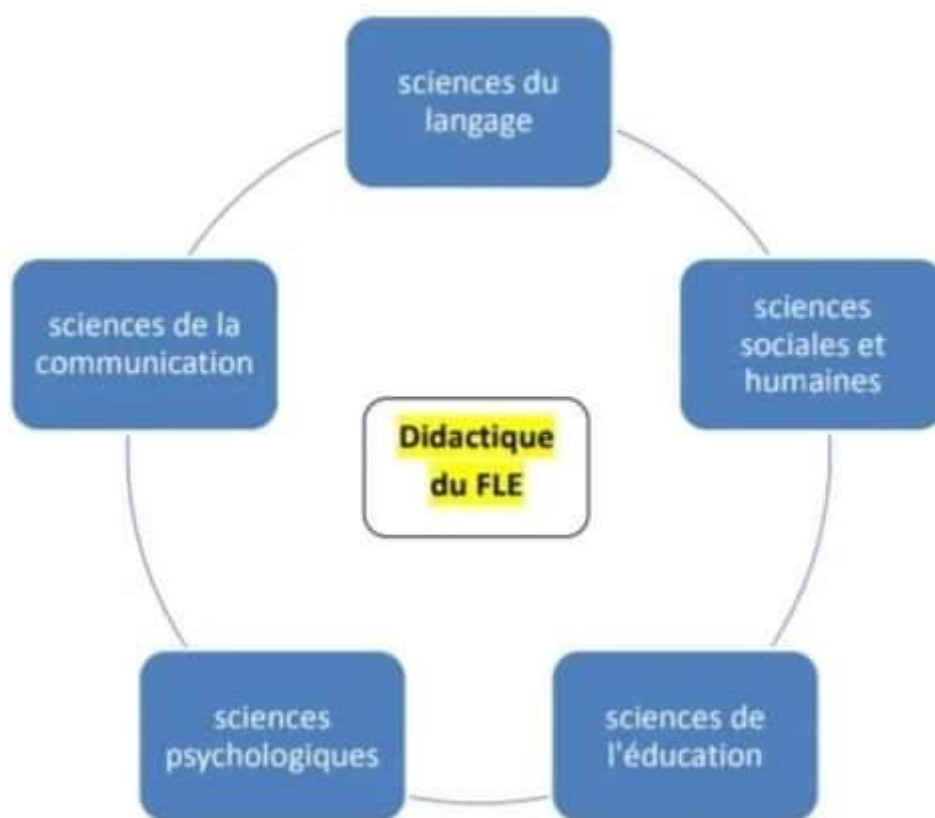 sciences du
langage
sciences de la
communication
sciences
sociales et
humaines
Didactique
du FLE
sciences
psychologiques
sciences de
l'éducation